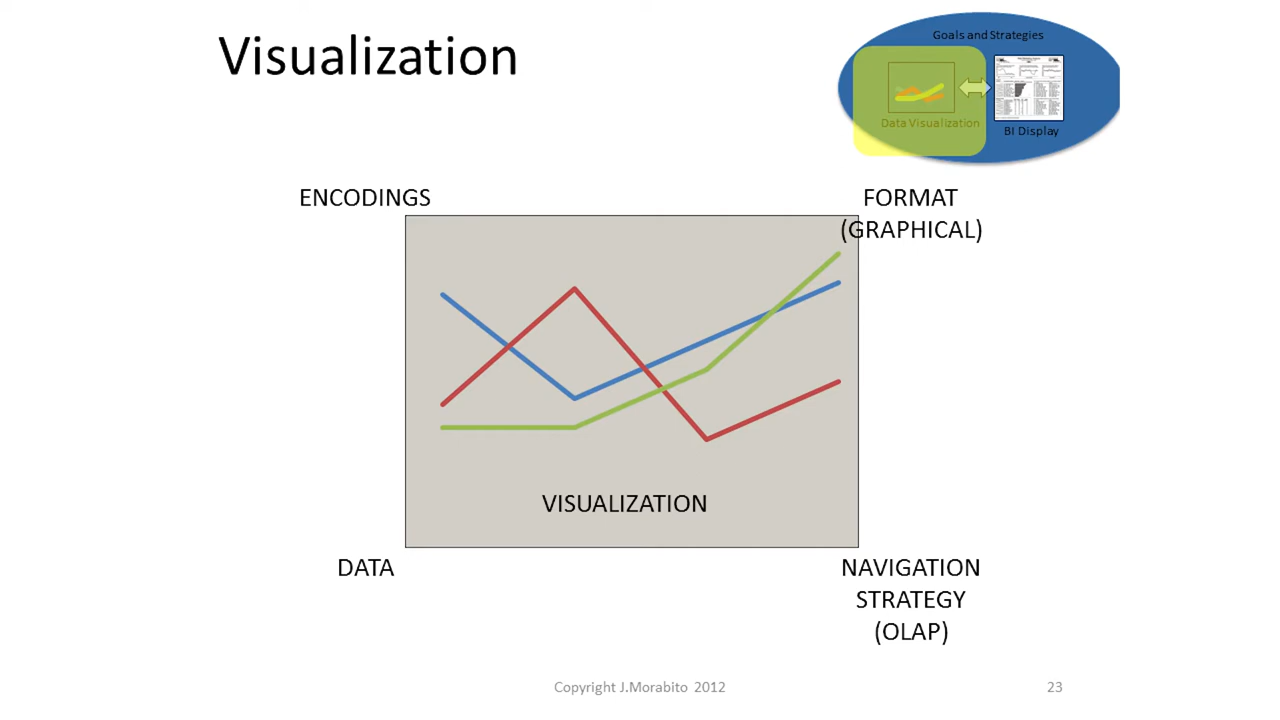 Visualization
Goals and Strategies
Data Visualization
BI Display
ENCODINGS
FORMAT
(GRAPHICAL)
VISUALIZATION
DATA
NAVIGATION
STRATEGY
(OLAP)
Copyright J.Morabito 2012
23